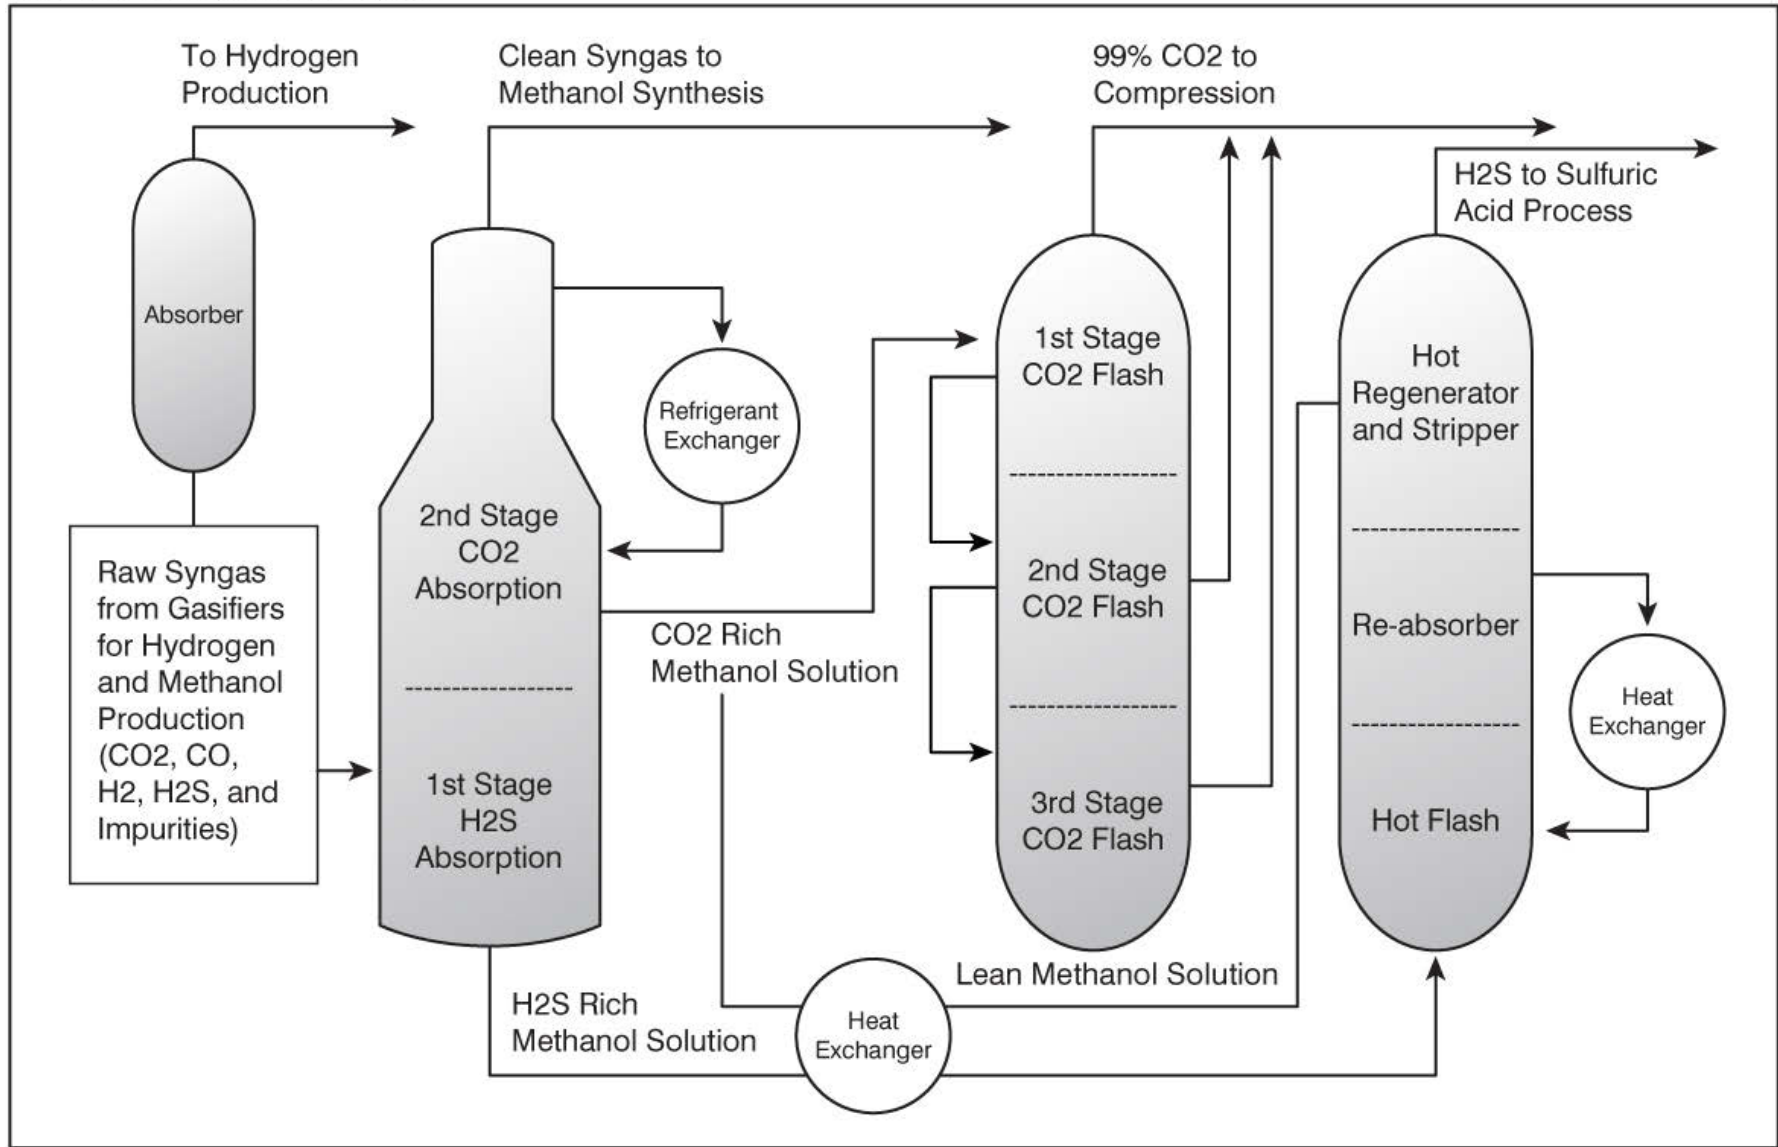 To Hydrogen
Production
Clean Syngas to
Methanol Synthesis
99% CO2 to
Compression
H2S to Sulfuric
Acid Process
Absorber
Refrigerant
Exchanger
1st Stage
CO2 Flash
Hot
Regenerator
and Stripper
2nd Stage
CO2
Absorption
Raw Syngas
from Gasifiers
for Hydrogen
and Methanol
Production
(CO2, CO,
H2, H2S, and
Impurities)
CO2 Rich
Methanol Solution
2nd Stage
CO2 Flash
Re-absorber
Heat
Exchanger
1st Stage
H2S
Absorption
3rd Stage
CO2 Flash
Hot Flash
H2S Rich
Methanol Solution
Lean Methanol Solution
Heat
Exchanger